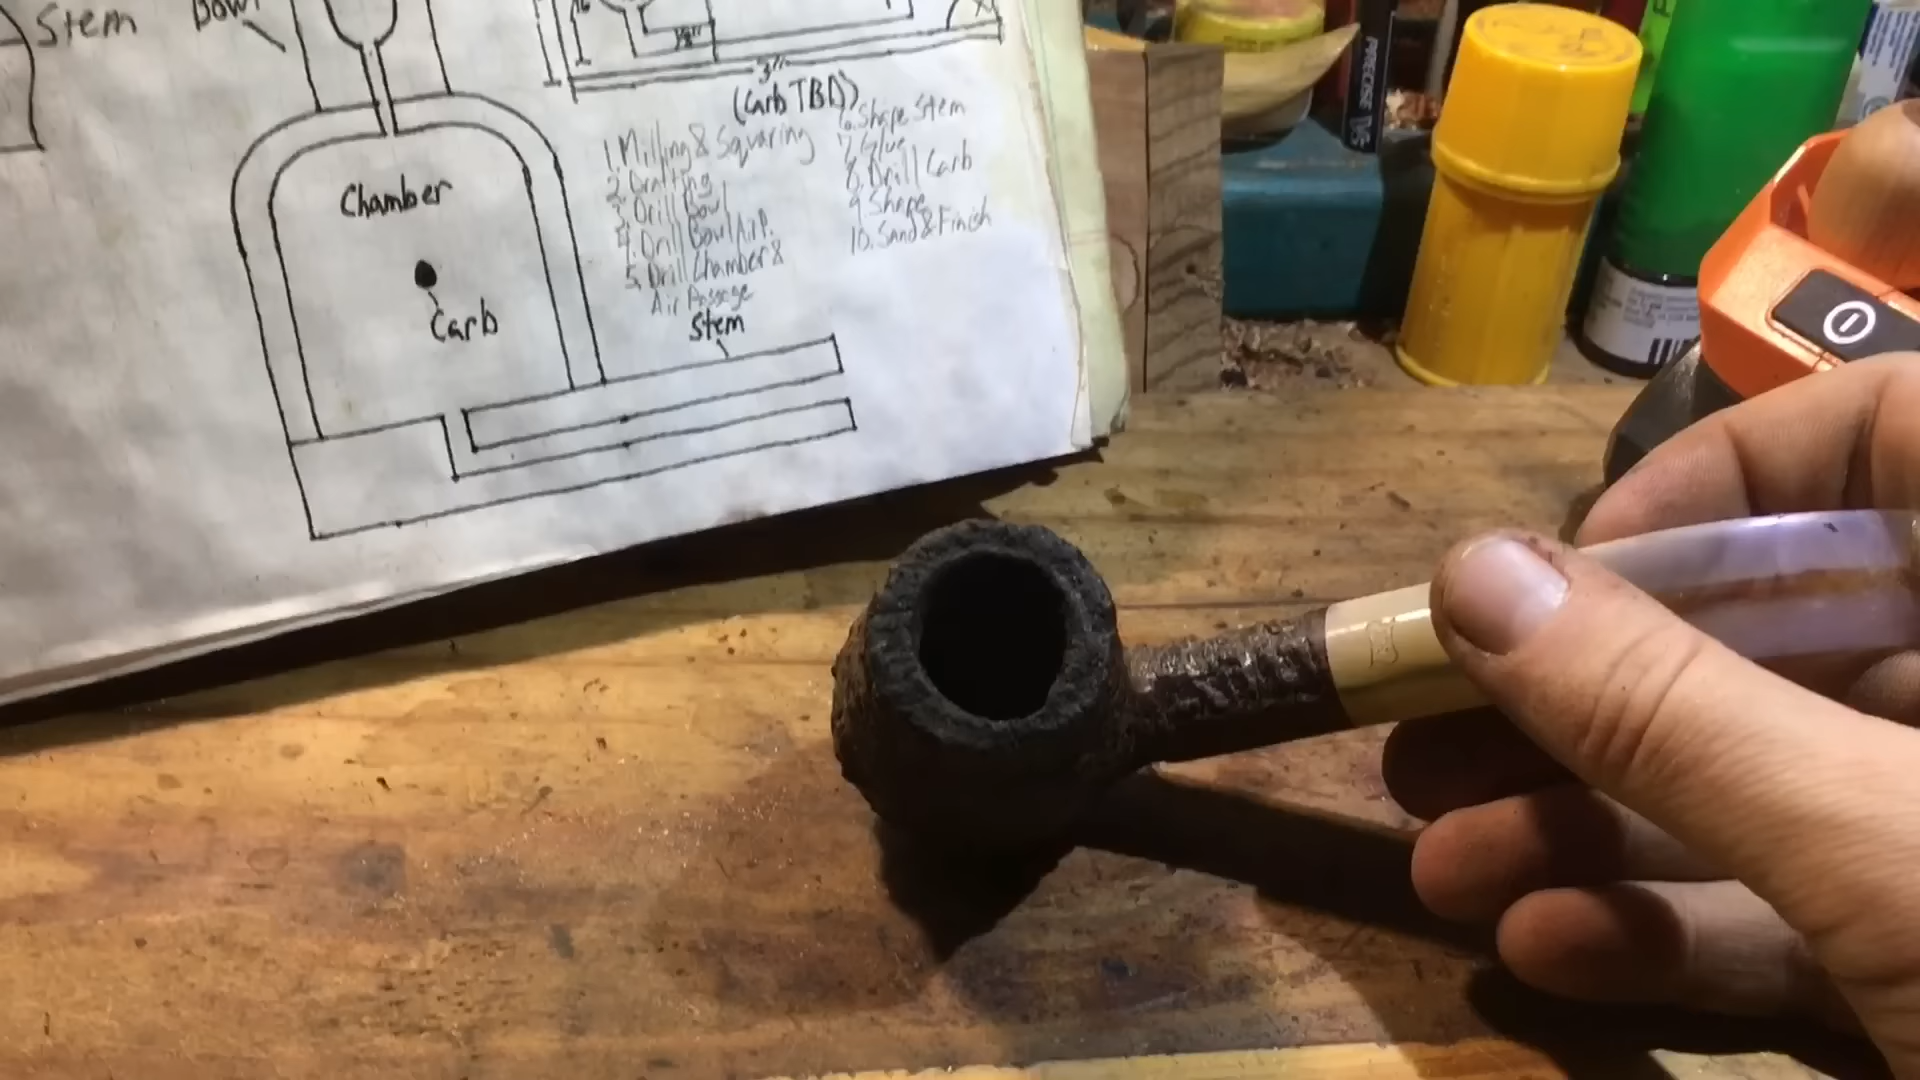 Stem
Bowl
3"
(Carb TBD)
1. Milling & Squaring
2. Drafting
3. Drill Bowl
4. Drill Bowl Air P.
5. Drill Chamber &
Air Passage
6. Shape Stem
7. Glue
8. Drill Carb
9. Shape
10. Sand & Finish
Chamber
Carb
Stem
PRECISE V5